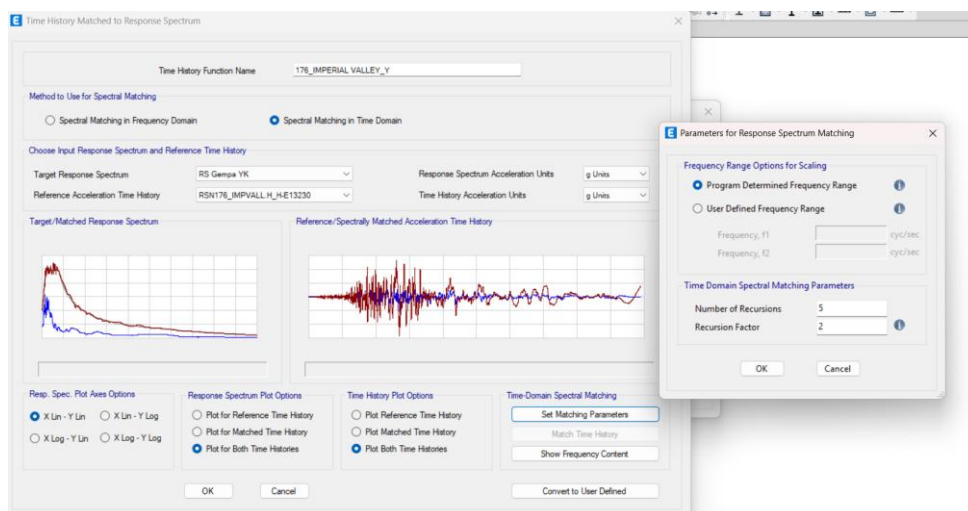 Time History Matched to Response Spectrum
Time History Function Name 176_IMPERIAL VALLEY_Y
Method to Use for Spectral Matching
Spectral Matching in Frequency Domain Spectral Matching in Time Domain
Choose Input Response Spectrum and Reference Time History
Target Response Spectrum RS Gempa YK Response Spectrum Acceleration Units g Units
Reference Acceleration Time History RSN176_IMPVALL.H_H-E13230 Time History Acceleration Units g Units
Target/Matched Response Spectrum Reference/Spectrally Matched Acceleration Time History
Resp. Spec. Plot Axes Options
X Lin - Y Lin X Lin - Y Log
X Log - Y Lin X Log - Y Log
Response Spectrum Plot Options
Plot for Reference Time History
Plot for Matched Time History
Plot for Both Time Histories
Time History Plot Options
Plot Reference Time History
Plot Matched Time History
Plot Both Time Histories
Time-Domain Spectral Matching
Set Matching Parameters
Match Time History
Show Frequency Content
OK Cancel Convert to User Defined
Parameters for Response Spectrum Matching
Frequency Range Options for Scaling
Program Determined Frequency Range
User Defined Frequency Range
Frequency, f1 cyc/sec
Frequency, f2 cyc/sec
Time Domain Spectral Matching Parameters
Number of Recursions 5
Recursion Factor 2
OK Cancel